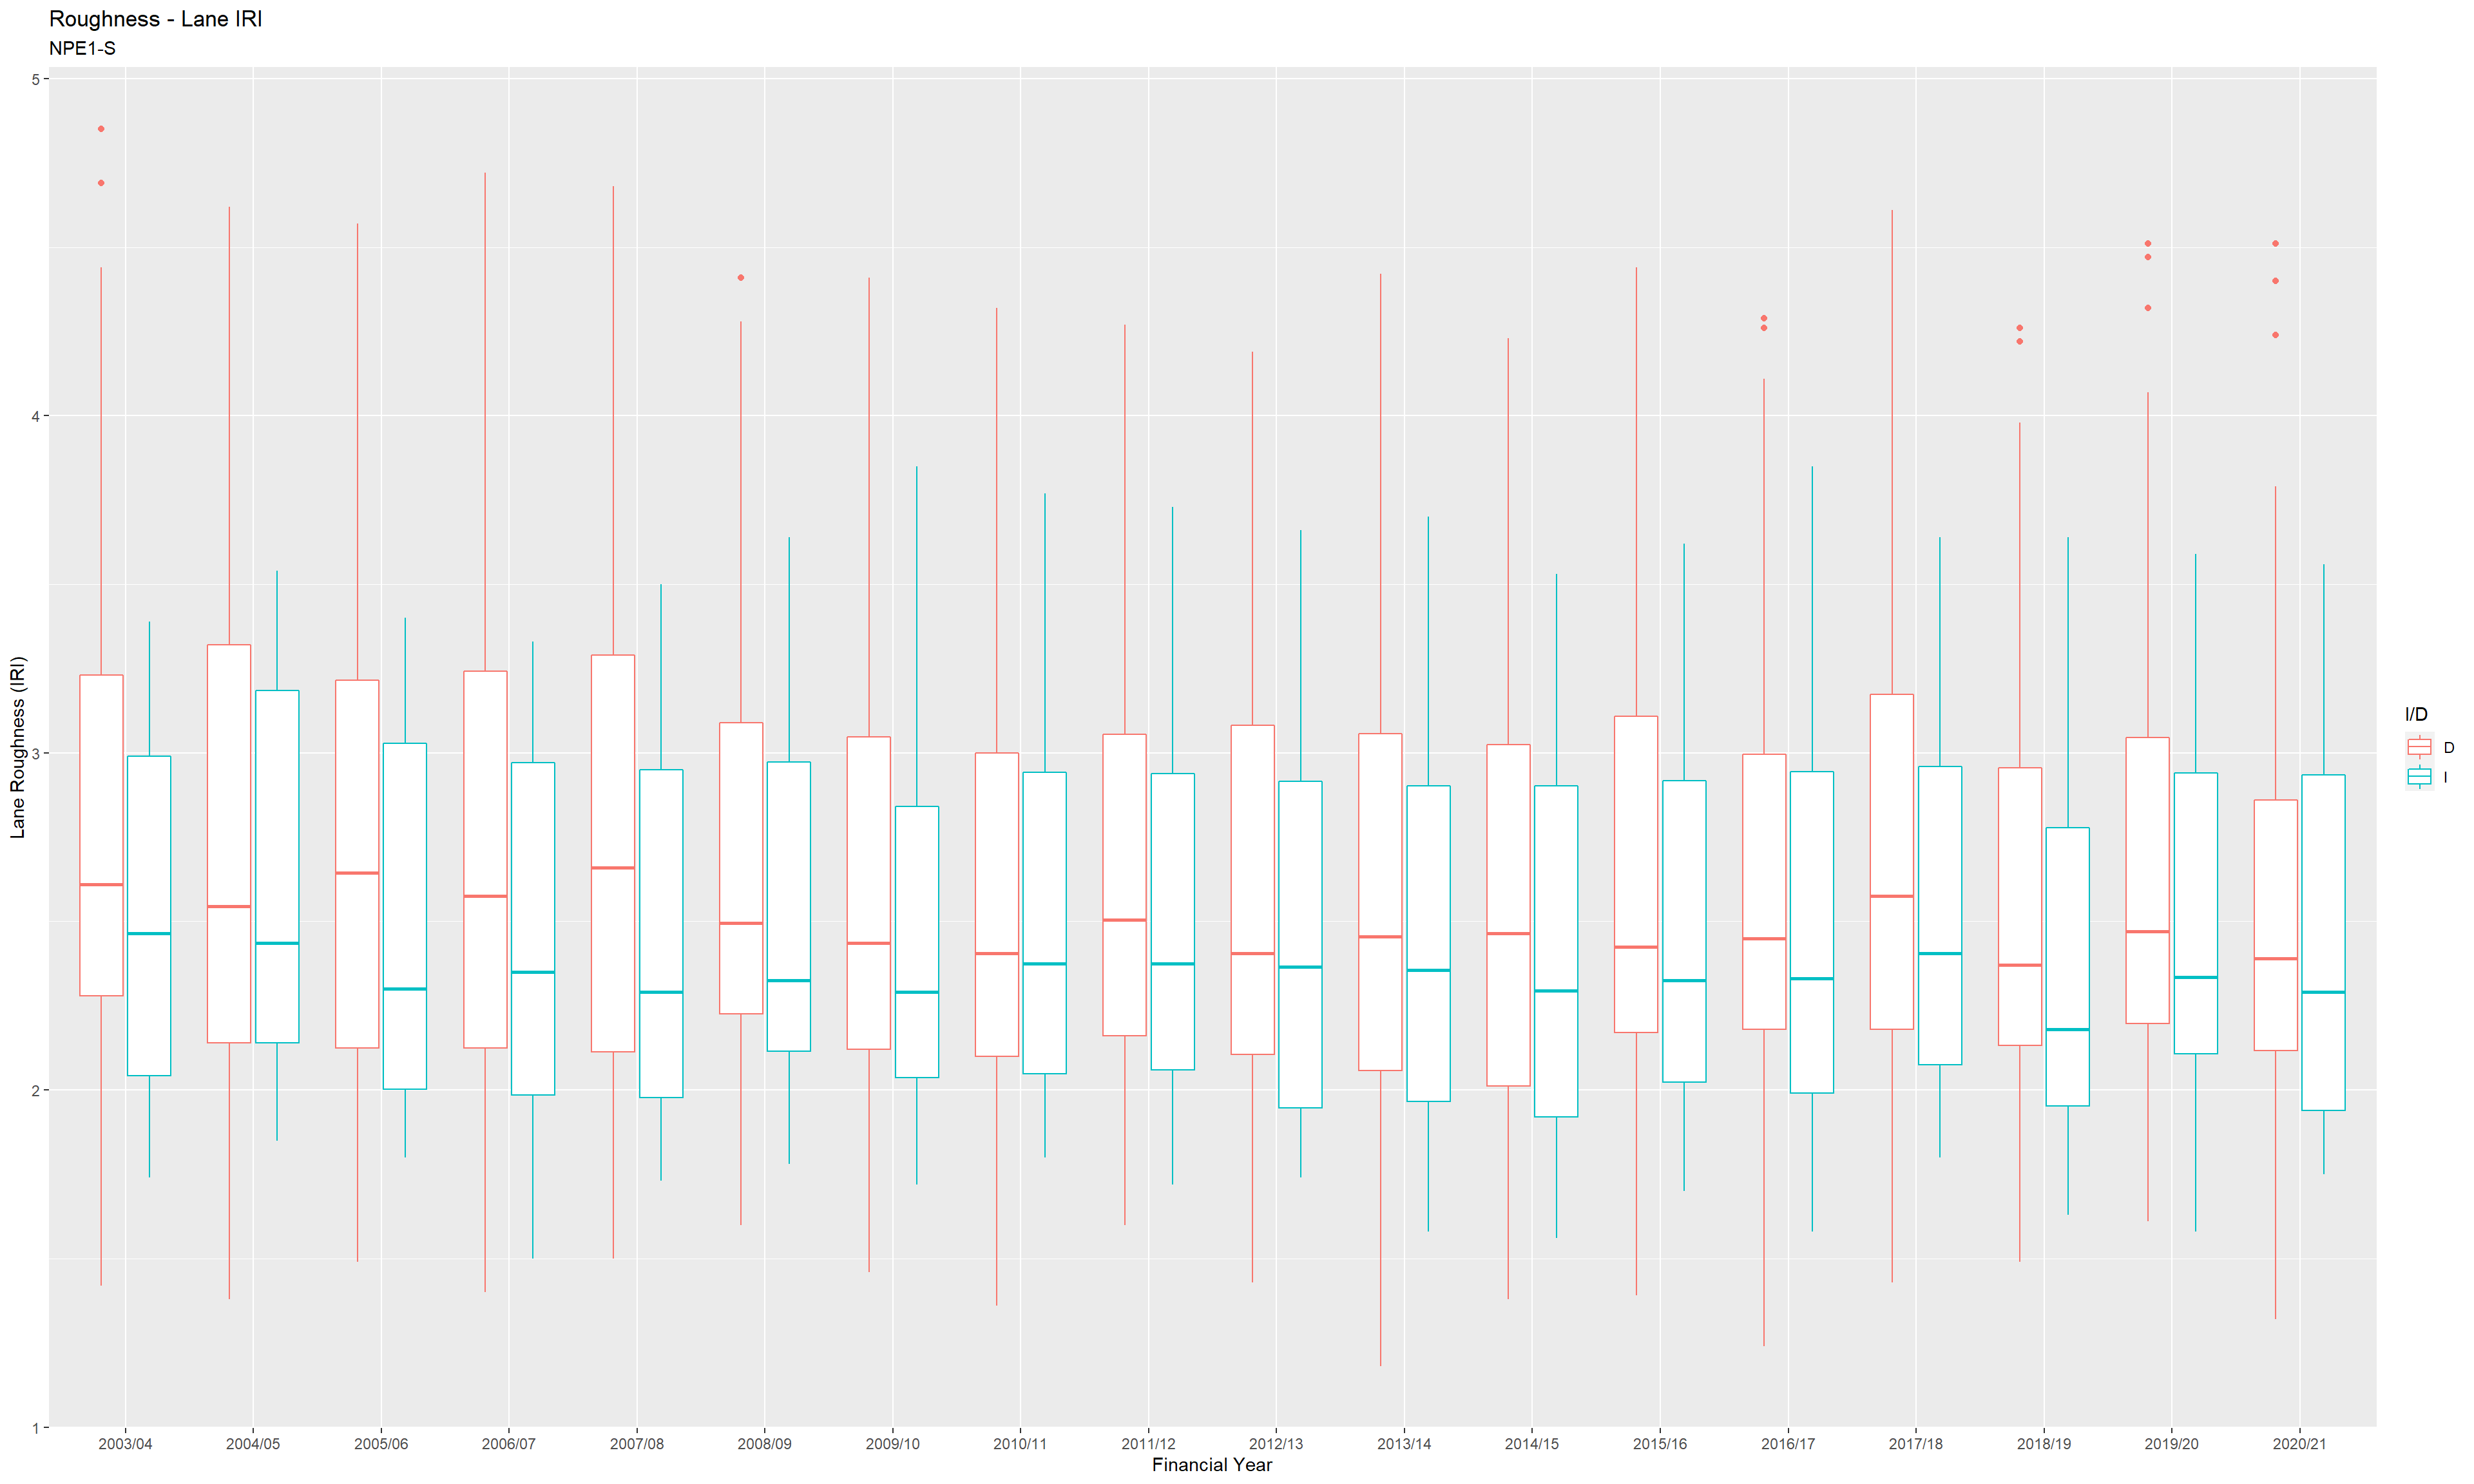 Roughness - Lane IRI
NPE1-S
Lane Roughness (IRI)
5
4
3
2
1
2003/04 2004/05 2005/06 2006/07 2007/08 2008/09 2009/10 2010/11 2011/12 2012/13 2013/14 2014/15 2015/16 2016/17 2017/18 2018/19 2019/20 2020/21
Financial Year
I/D
D
I